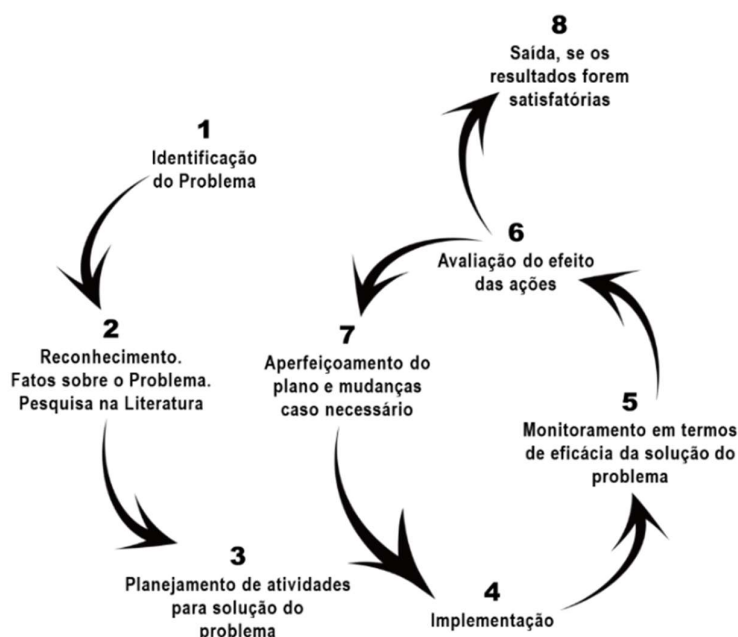 1
Identificação
do Problema
2
Reconhecimento.
Fatos sobre o Problema.
Pesquisa na Literatura
3
Planejamento de atividades
para solução do
problema
4
Implementação
5
Monitoramento em termos
de eficácia da solução do
problema
6
Avaliação do efeito
das ações
7
Aperfeiçoamento do
plano e mudanças
caso necessário
8
Saída, se os
resultados forem
satisfatórias